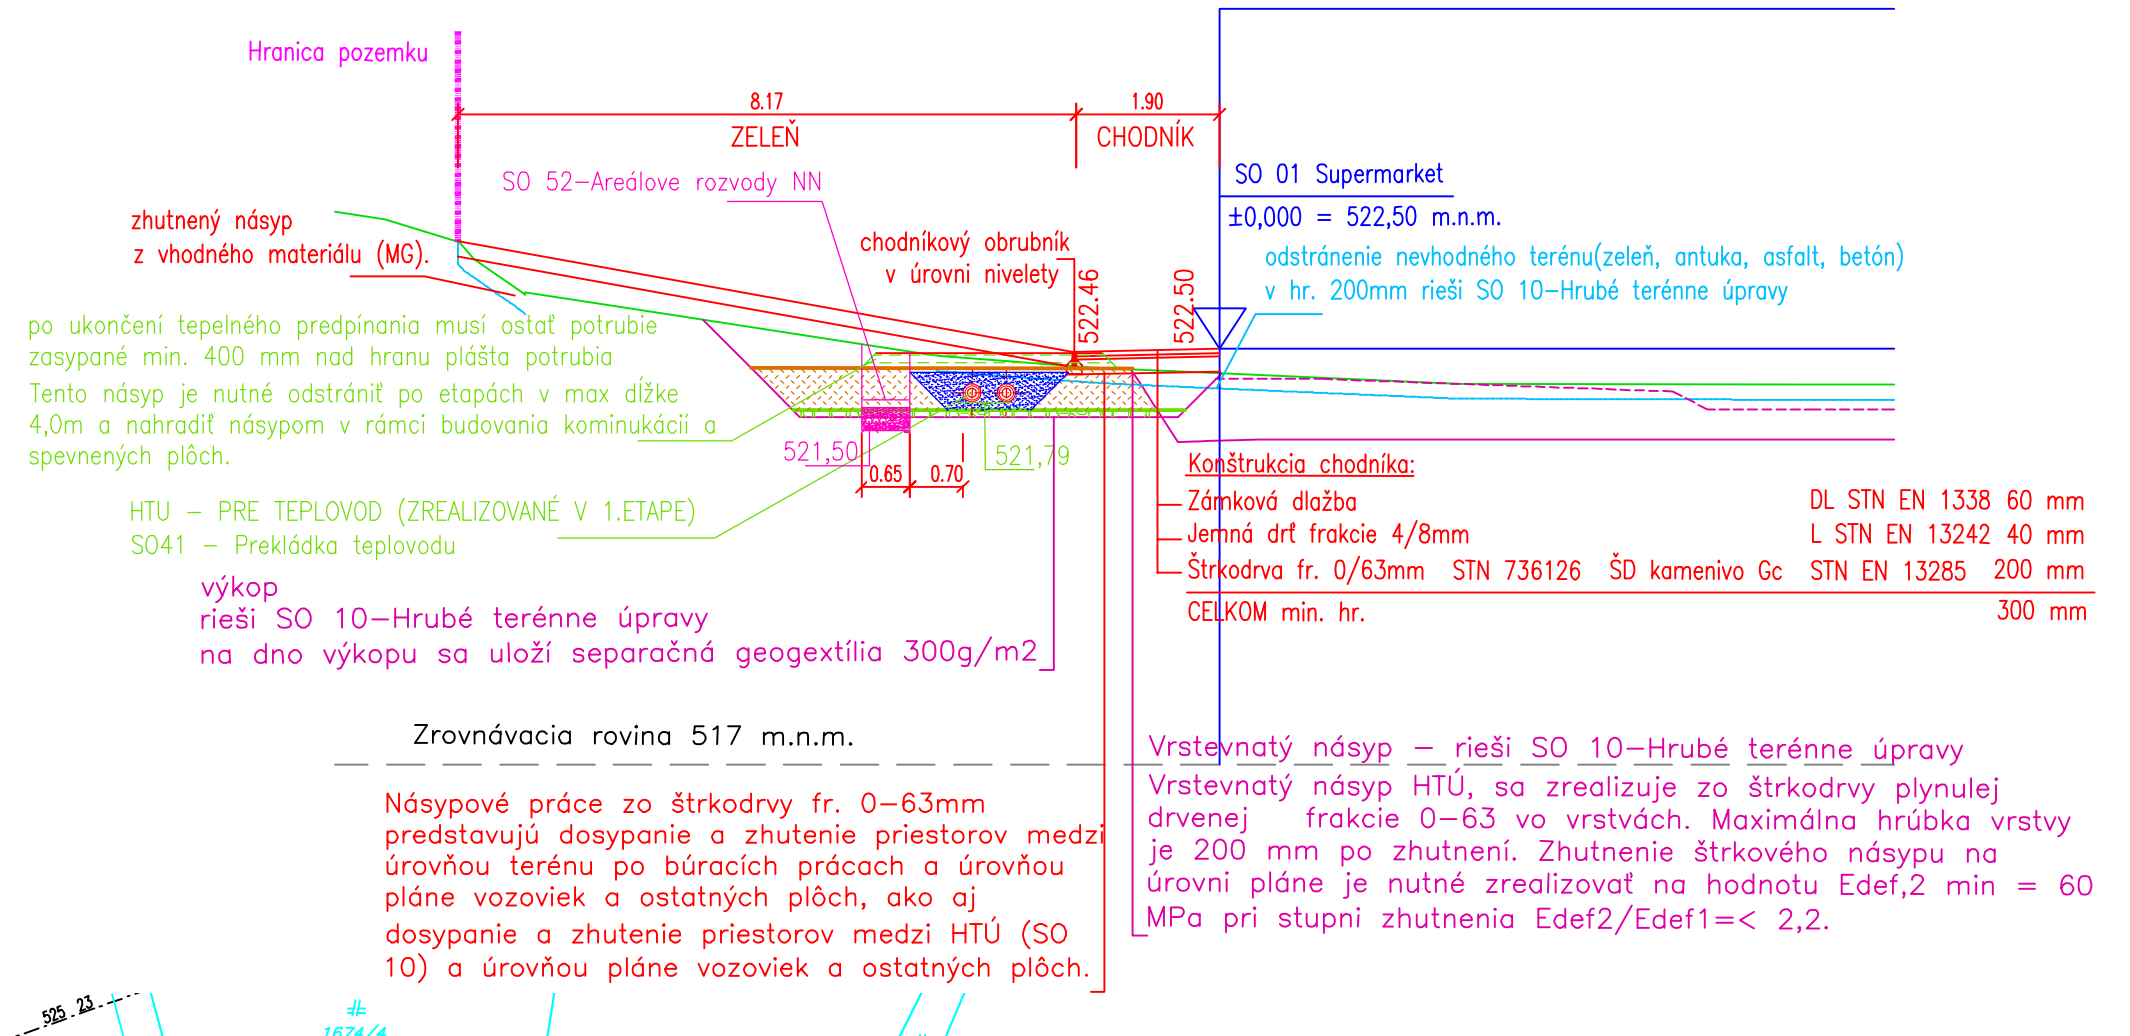 Hranica pozemku
8.17
1.90
ZELEŇ
CHODNÍK
SO 52-Areálove rozvody NN
SO 01 Supermarket
±0,000 = 522,50 m.n.m.
zhutnený násyp
z vhodného materiálu (MG).
chodníkový obrubník
v úrovni nivelety
522.46
522.50
odstránenie nevhodného terénu(zeleň, antuka, asfalt, betón)
v hr. 200mm rieši SO 10-Hrubé terénne úpravy
po ukončení tepelného predpínania musí ostať potrubie
zasypané min. 400 mm nad hranu plášta potrubia
Tento násyp je nutné odstrániť po etapách v max dĺžke
4,0m a nahradiť násypom v rámci budovania kominukácií a
spevnených plôch.
521,50
521,79
0.65
0.70
HTU - PRE TEPLOVOD (ZREALIZOVANÉ V 1.ETAPE)
SO41 - Prekládka teplovodu
Konštrukcia chodníka:
Zámková dlažba DL STN EN 1338 60 mm
Jemná drť frakcie 4/8mm L STN EN 13242 40 mm
Štrkodrva fr. 0/63mm STN 736126 ŠD kamenivo Gc STN EN 13285 200 mm
CELKOM min. hr. 300 mm
výkop
rieši SO 10-Hrubé terénne úpravy
na dno výkopu sa uloží separačná geogextília 300g/m2
Zrovnávacia rovina 517 m.n.m.
Násypové práce zo štrkodrvy fr. 0-63mm
predstavujú dosypanie a zhutenie priestorov medzi
úrovňou terénu po búracích prácach a úrovňou
pláne vozoviek a ostatných plôch, ako aj
dosypanie a zhutenie priestorov medzi HTÚ (SO
10) a úrovňou pláne vozoviek a ostatných plôch.
Vrstevnatý násyp - rieši SO 10-Hrubé terénne úpravy
Vrstevnatý násyp HTÚ, sa zrealizuje zo štrkodrvy plynulej
drvenej frakcie 0-63 vo vrstvách. Maximálna hrúbka vrstvy
je 200 mm po zhutnení. Zhutnenie štrkového násypu na
úrovni pláne je nutné zrealizovať na hodnotu Edef,2 min = 60
MPa pri stupni zhutnenia Edef2/Edef1=< 2,2.
525.23
1674/4